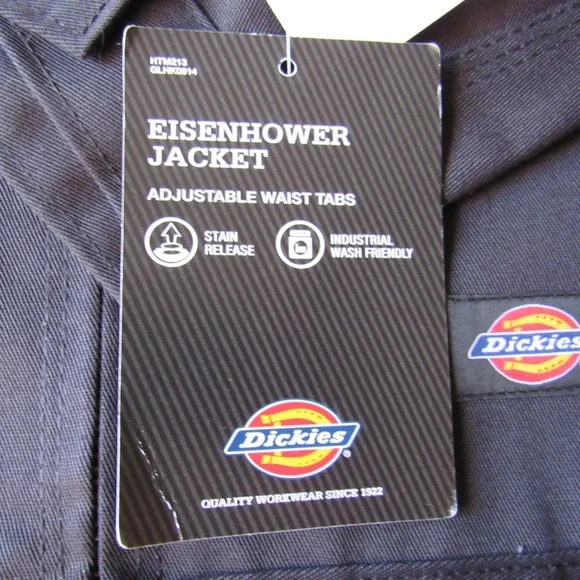 HTM213
GLHK0914
EISENHOWER
JACKET
ADJUSTABLE WAIST TABS
STAIN
RELEASE
INDUSTRIAL
WASH FRIENDLY
Dickies
Dickies®
QUALITY WORKWEAR SINCE 1922